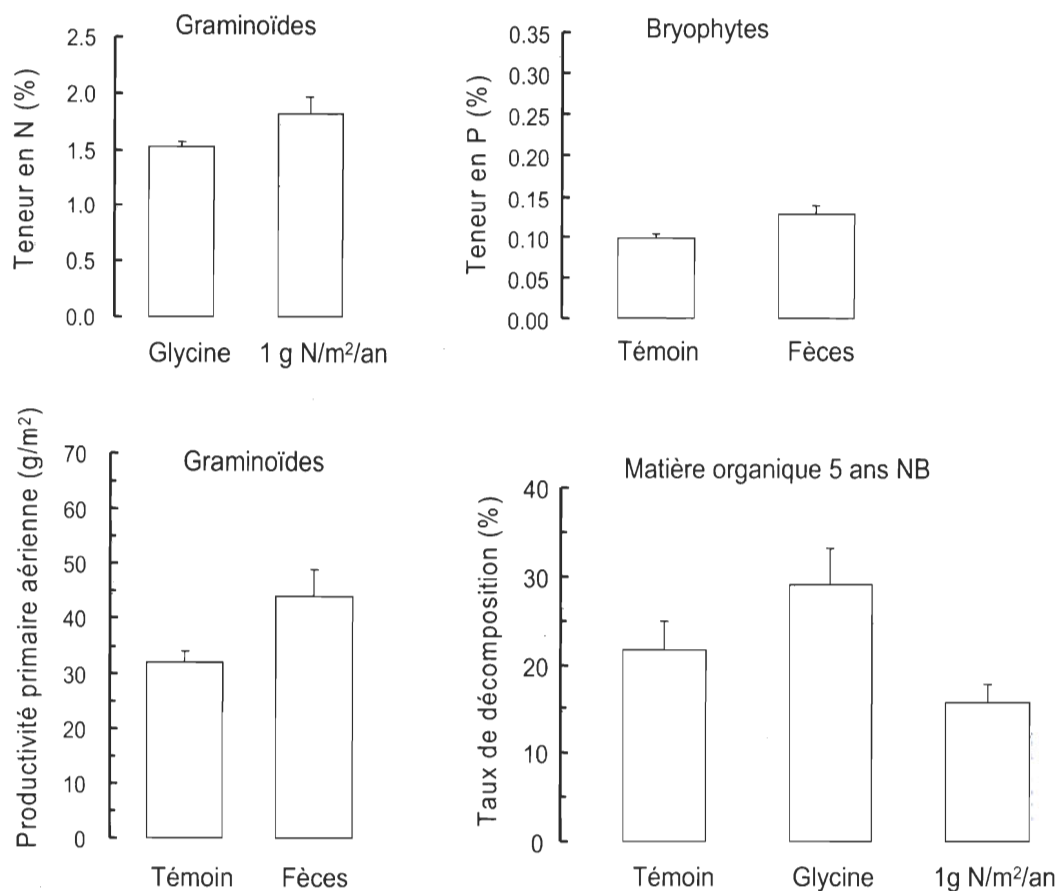 Graminoïdes
Teneur en N (%)
2.5
2.0
1.5
1.0
0.5
0.0
Glycine 1 g N/m²/an
Bryophytes
Teneur en P (%)
0.35
0.30
0.25
0.20
0.15
0.10
0.05
0.00
Témoin Fèces
Graminoïdes
Productivité primaire aérienne (g/m²)
70
60
50
40
30
20
10
0
Témoin Fèces
Matière organique 5 ans NB
Taux de décomposition (%)
40
30
20
10
0
Témoin Glycine 1g N/m²/an